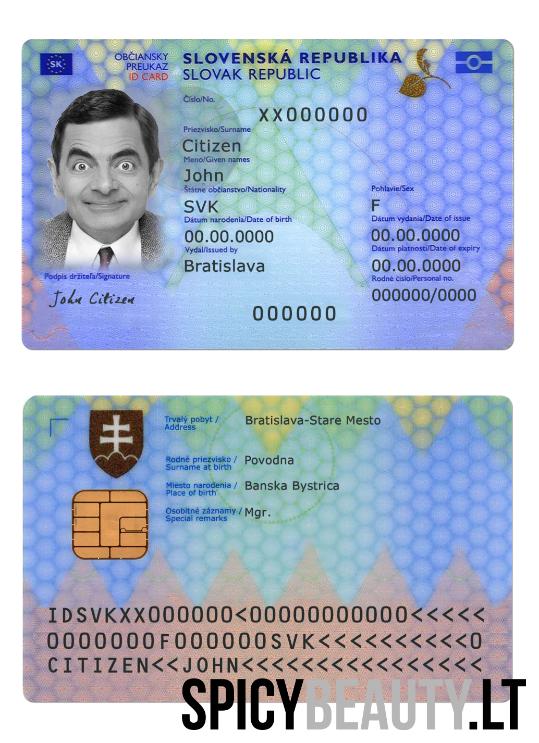 SK
OBČIANSKY
PREUKAZ
ID CARD
SLOVENSKÁ REPUBLIKA
SLOVAK REPUBLIC
Číslo/No.
XX000000
Priezvisko/Surname
Citizen
Meno/Given names
John
Štátne občianstvo/Nationality
SVK
Pohlavie/Sex
F
Dátum narodenia/Date of birth
00.00.0000
Dátum vydania/Date of issue
00.00.0000
Vydal/Issued by
Bratislava
Dátum platnosti/Date of expiry
00.00.0000
Rodné číslo/Personal no.
000000/0000
Podpis držiteľa/Signature
John Citizen
000000
Trvalý pobyt /
Address
Bratislava-Stare Mesto
Rodné priezvisko /
Surname at birth
Povodna
Miesto narodenia /
Place of birth
Banska Bystrica
Osobitné záznamy /
Special remarks
Mgr.
IDSVKXX000000<00000000000<<<<<
0000000F000000SVK<<<<<<<<<<<0
CITIZEN<<JOHN<<<<<<<<<<<<<<<<<
SPICYBEAUTY.LT